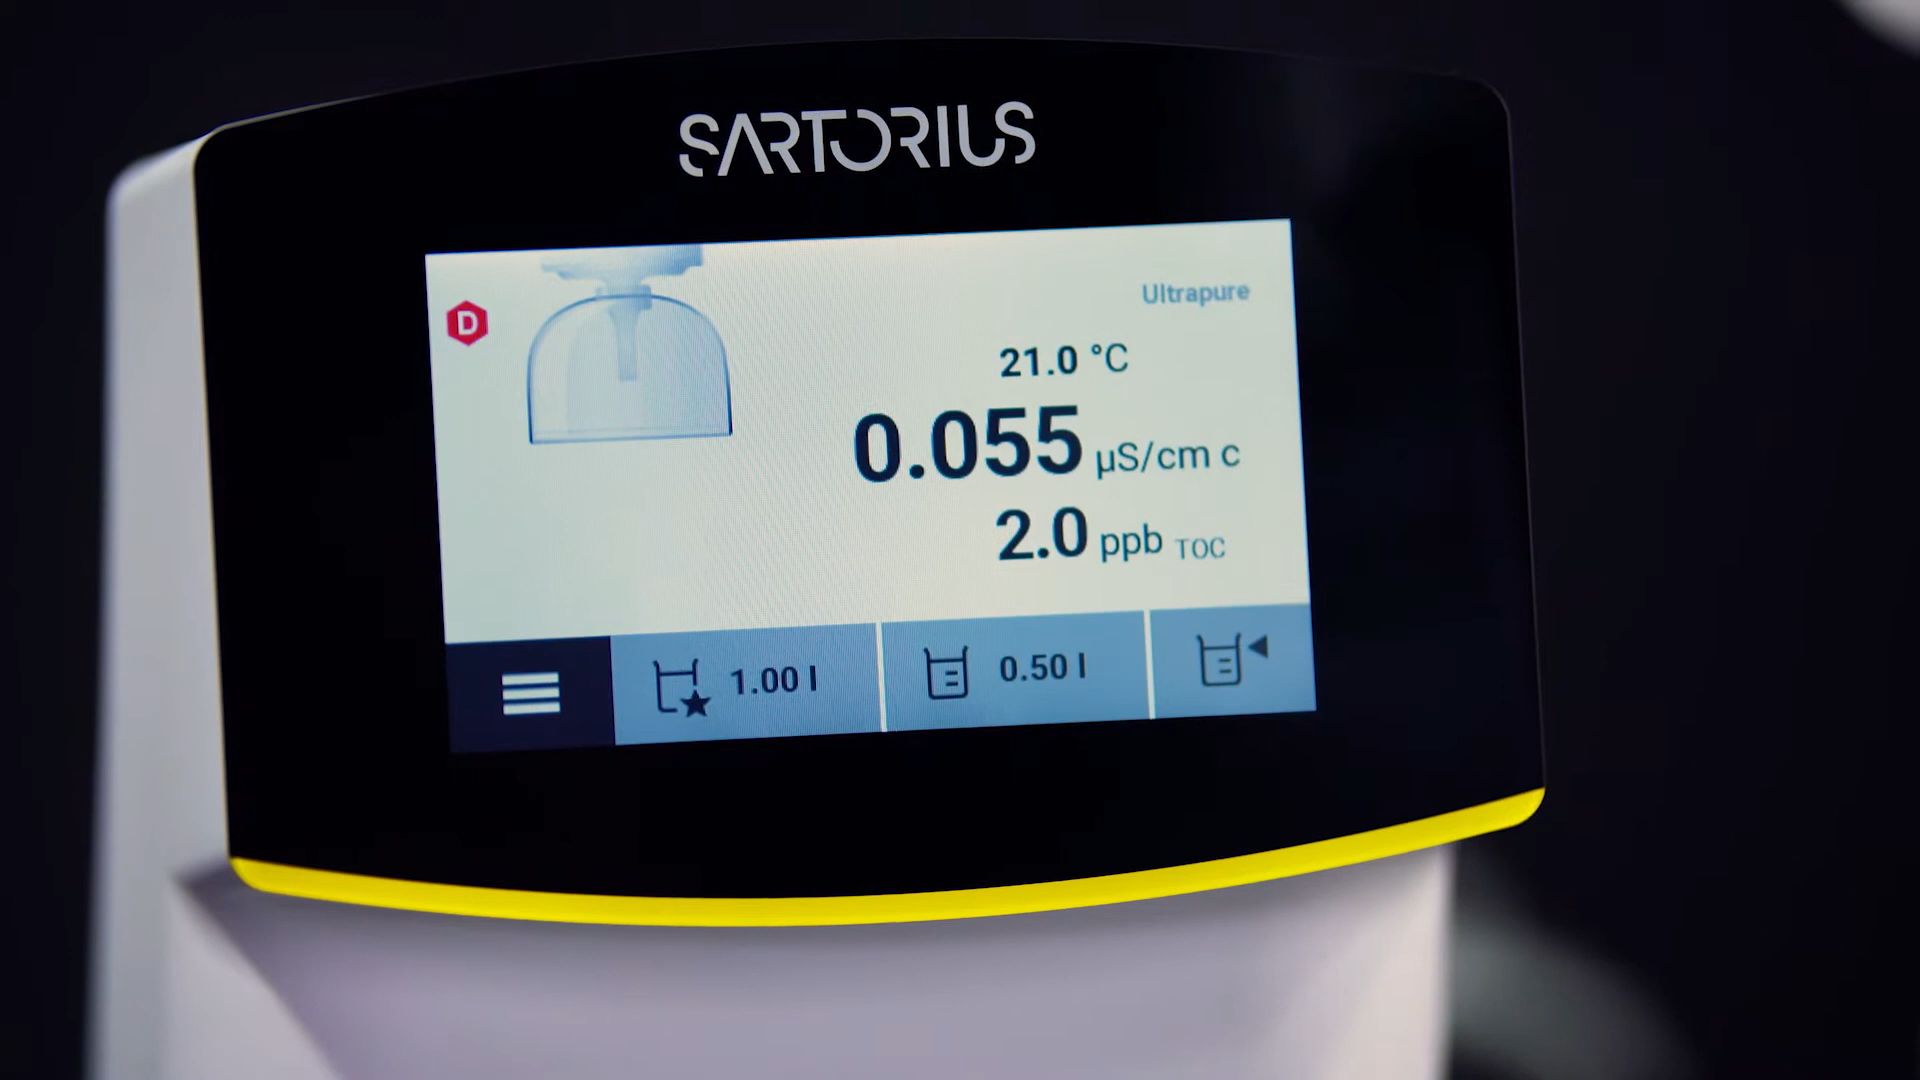 SARTORIUS
D
Ultrapure
21.0 °C
0.055 µS/cm c
2.0 ppb TOC
1.00 l
0.50 l